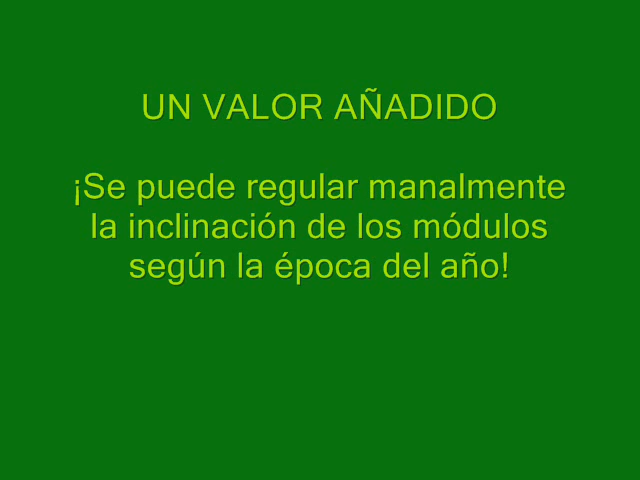 UN VALOR AÑADIDO
¡Se puede regular manalmente
la inclinación de los módulos
según la época del año!